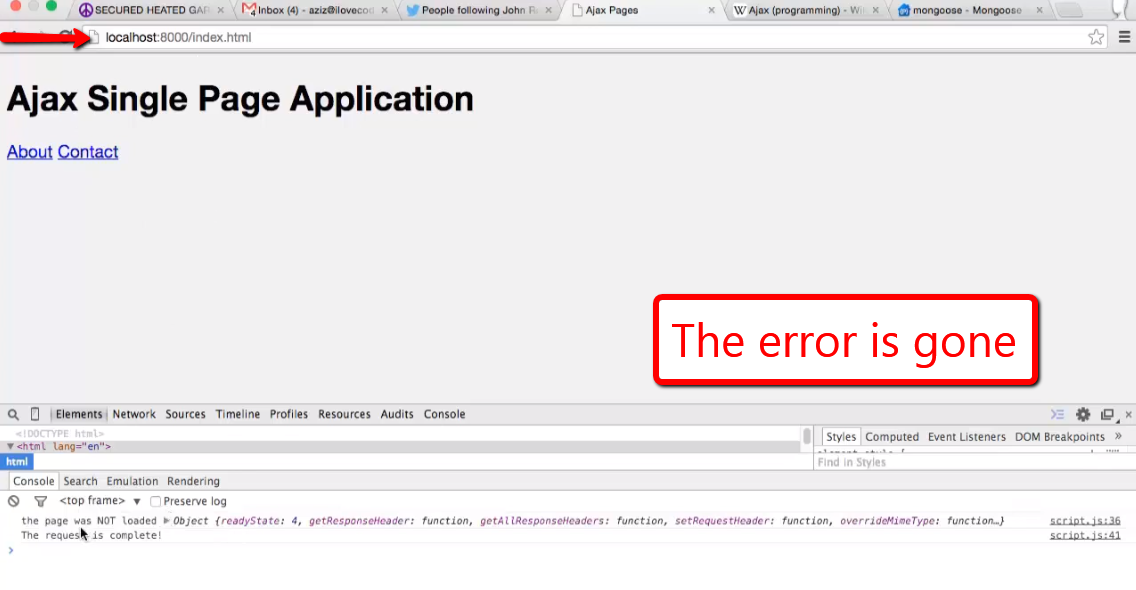 SECURED HEATED GAR
Inbox (4) - aziz@ilovecod
People following John R
Ajax Pages
Ajax (programming) - Wi
mongoose - Mongoose
localhost:8000/index.html
Ajax Single Page Application
About Contact
The error is gone
Elements Network Sources Timeline Profiles Resources Audits Console
<!DOCTYPE html>
<html lang="en">
html
Styles Computed Event Listeners DOM Breakpoints »
Find in Styles
Console Search Emulation Rendering
<top frame> ▼ Preserve log
the page was NOT loaded ▶ Object {readyState: 4, getResponseHeader: function, getAllResponseHeaders: function, setRequestHeader: function, overrideMimeType: function…} script.js:36
The request is complete! script.js:41